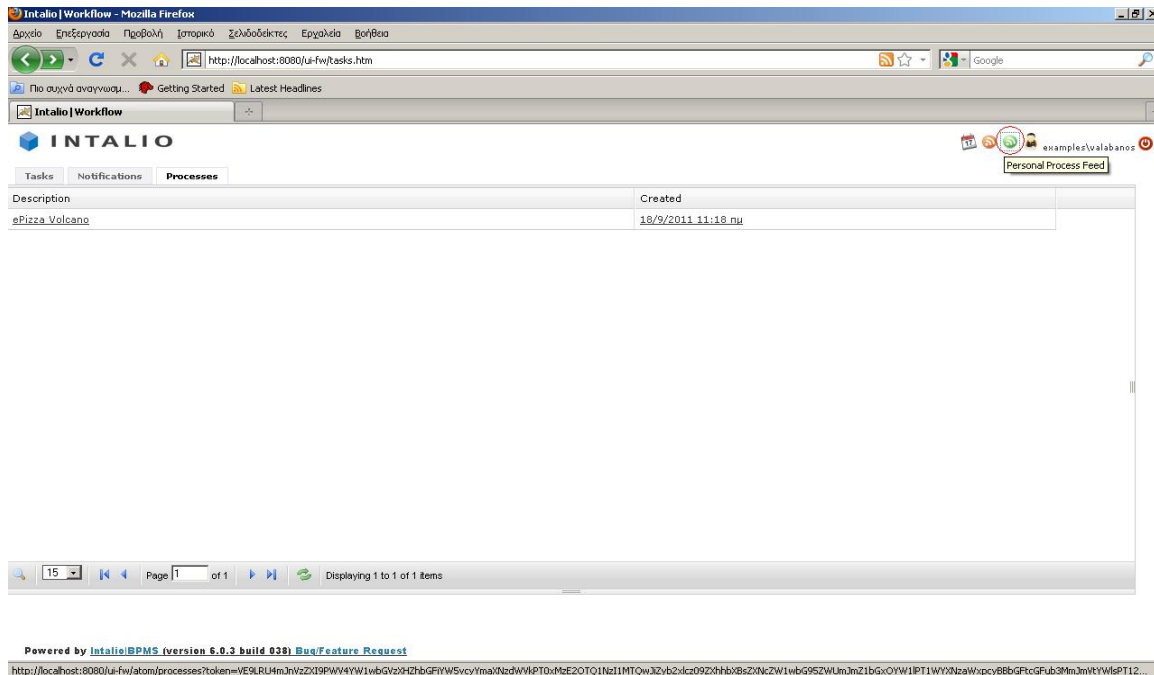 Intalio|Workflow - Mozilla Firefox
Αρχείο Επεξεργασία Προβολή Ιστορικό Σελιδοδείκτες Εργαλεία Βοήθεια
http://localhost:8080/ui-fw/tasks.htm Google
Πιο συχνά αναγνωσμ... Getting Started Latest Headlines
Intalio|Workflow
INTALIO
17 examples\valabanos
Personal Process Feed
Tasks Notifications Processes
Description Created
ePizza Volcano 18/9/2011 11:18 πμ
15 Page 1 of 1 Displaying 1 to 1 of 1 items
Powered by Intalio|BPMS (version 6.0.3 build 038) Bug/Feature Request